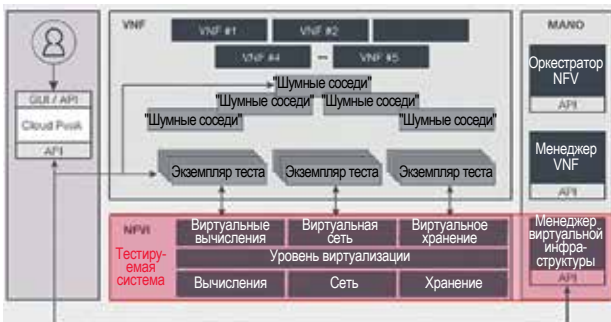 VNF
VNF #1
VNF #2
VNF #4
VNF #5
"Шумные соседи"
"Шумные соседи"
"Шумные соседи"
"Шумные соседи"
"Шумные соседи"
Экземпляр теста
Экземпляр теста
Экземпляр теста
GUI / API
Cloud Peak
API
MANO
Оркестратор
NFV
API
Менеджер
VNF
API
Менеджер
виртуальной
инфра-
структуры
API
NFVI
Тестиру-
емая
система
Виртуальные
вычисления
Виртуальная
сеть
Виртуальное
хранение
Уровень виртуализации
Вычисления
Сеть
Хранение